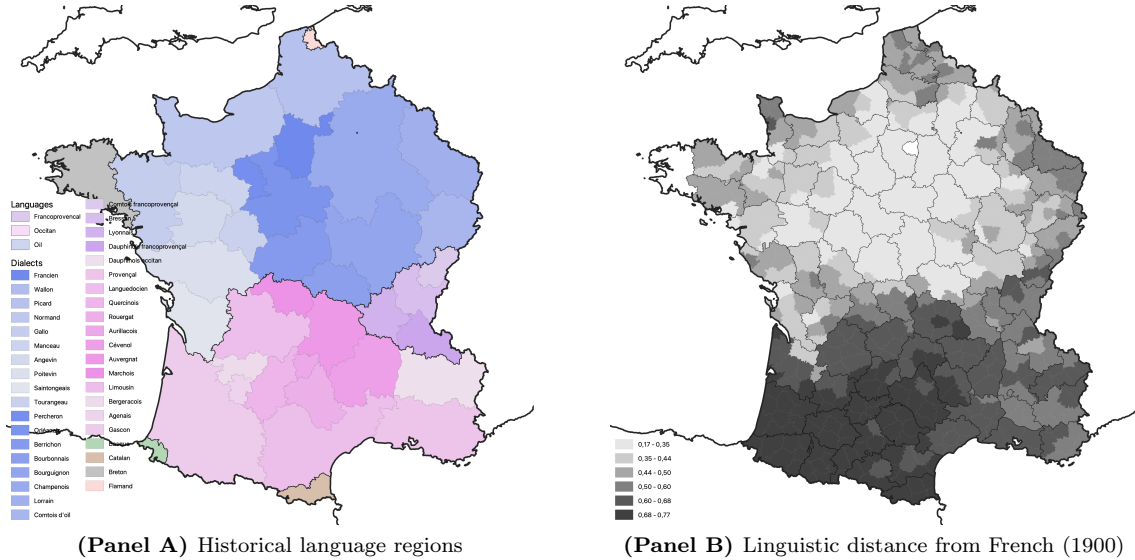 Languages
Francoprovencal
Occitan
Oïl
Dialects
Francien
Wallon
Picard
Normand
Gallo
Manceau
Angevin
Poitevin
Saintongeais
Tourangeau
Percheron
Orléanais
Berrichon
Bourbonnais
Bourguignon
Champenois
Lorrain
Comtois d'oïl
Comtois francoprovençal
Bressan
Lyonnais
Dauphinois francoprovençal
Dauphinois occitan
Provençal
Languedocien
Quercinois
Rouergat
Aurillacois
Cévenol
Auvergnat
Marchois
Limousin
Bergeracois
Agenais
Gascon
Basque
Catalan
Breton
Flamand
(Panel A) Historical language regions
0,17 - 0,35
0,35 - 0,44
0,44 - 0,50
0,50 - 0,60
0,60 - 0,68
0,68 - 0,77
(Panel B) Linguistic distance from French (1900)